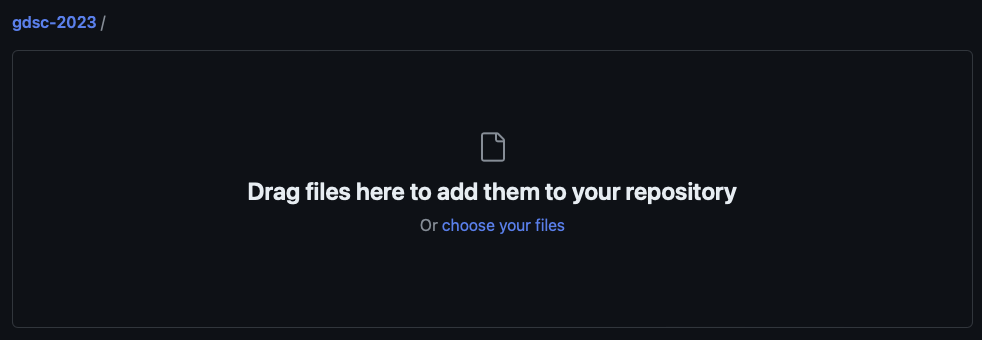 gdsc-2023 /
Drag files here to add them to your repository
Or choose your files